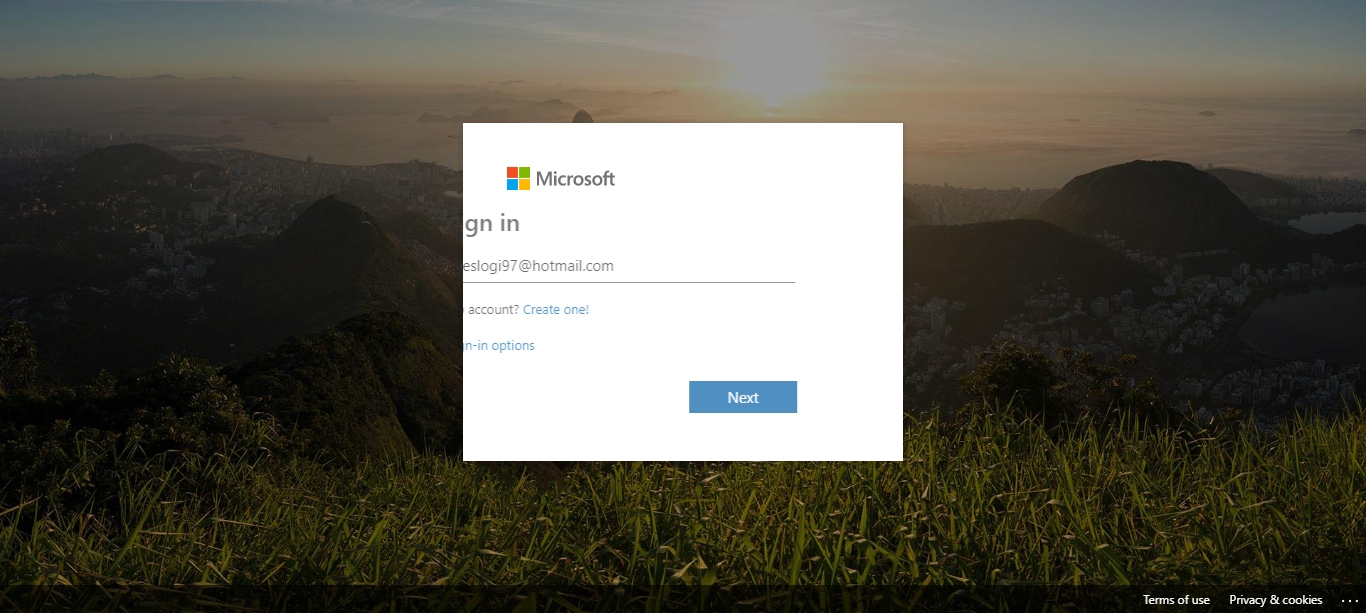 Microsoft
gn in
eslogi97@hotmail.com
account? Create one!
n-in options
Next
Terms of use Privacy & cookies ...